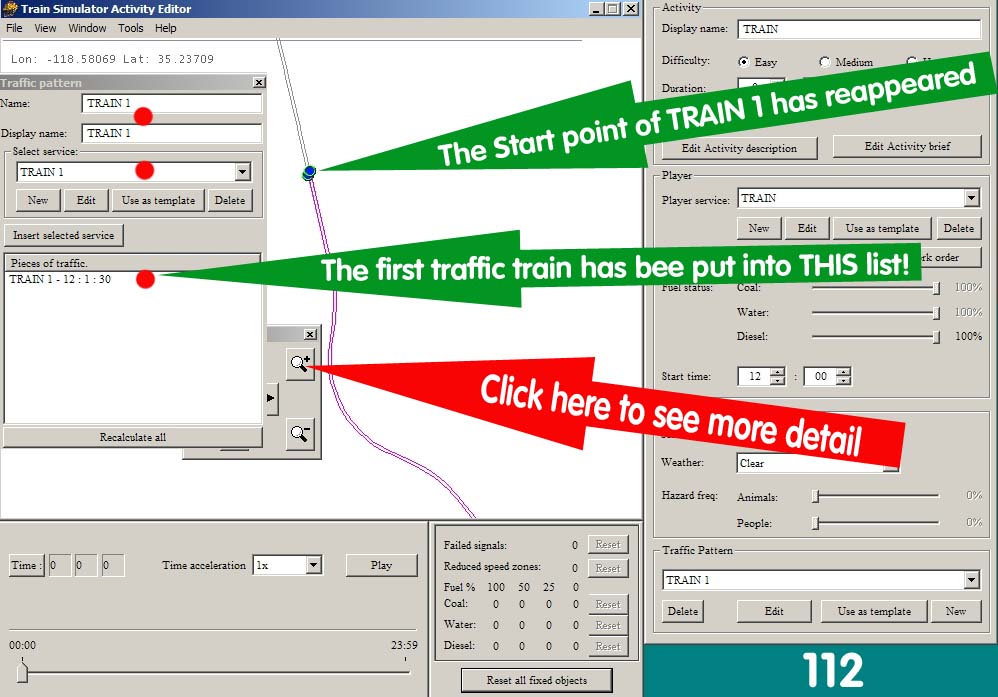 Train Simulator Activity Editor
File View Window Tools Help
Lon: -118.58069 Lat: 35.23709
Traffic pattern
Name: TRAIN 1
Display name: TRAIN 1
Select service:
TRAIN 1
New Edit Use as template Delete
Insert selected service
Pieces of traffic.
TRAIN 1 - 12 : 1 : 30
Recalculate all
The Start point of TRAIN 1 has reappeared
The first traffic train has bee put into THIS list!
Click here to see more detail
Activity
Display name: TRAIN
Difficulty: Easy Medium
Duration:
Edit Activity description Edit Activity brief
Player
Player service: TRAIN
New Edit Use as template Delete
rk order
Fuel status: Coal: 100%
Water: 100%
Diesel: 100%
Start time: 12 : 00
Weather: Clear
Hazard freq: Animals: 0%
People: 0%
Traffic Pattern
TRAIN 1
Delete Edit Use as template New
Time : 0 0 0 Time acceleration 1x Play
00:00 23:59
Failed signals: 0 Reset
Reduced speed zones: 0 Reset
Fuel % 100 50 25 0
Coal: 0 0 0 0 Reset
Water: 0 0 0 0 Reset
Diesel: 0 0 0 0 Reset
Reset all fixed objects
112